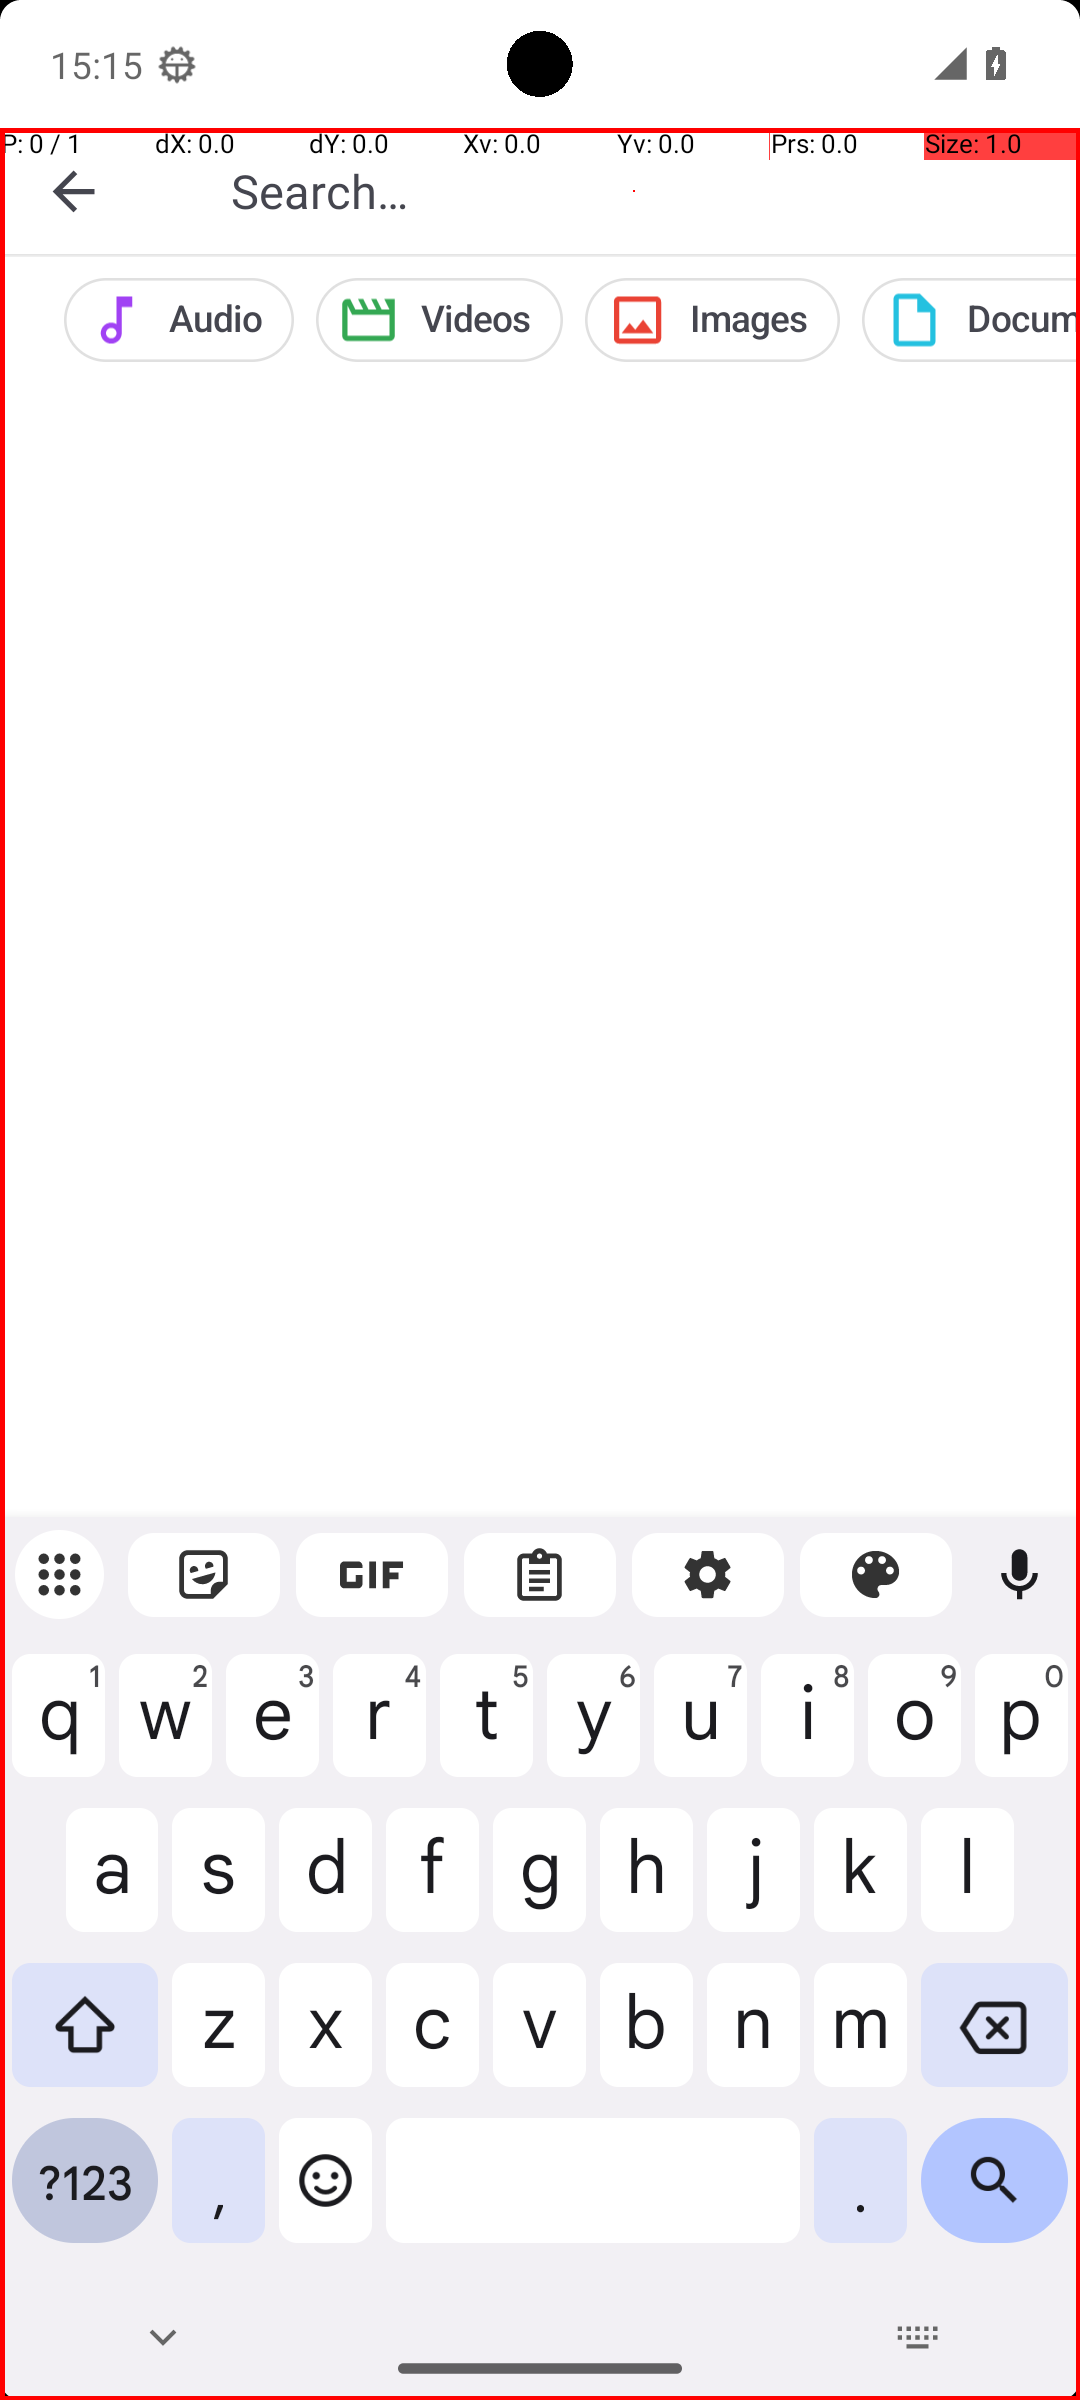 15:15
P: 0 / 1 dX: 0.0 dY: 0.0 Xv: 0.0 Yv: 0.0 Prs: 0.0 Size: 1.0
Search…
Audio Videos Images Docum
GIF
q 1 w 2 e 3 r 4 t 5 y 6 u 7 i 8 o 9 p 0
a s d f g h j k l
z x c v b n m
?123 , .